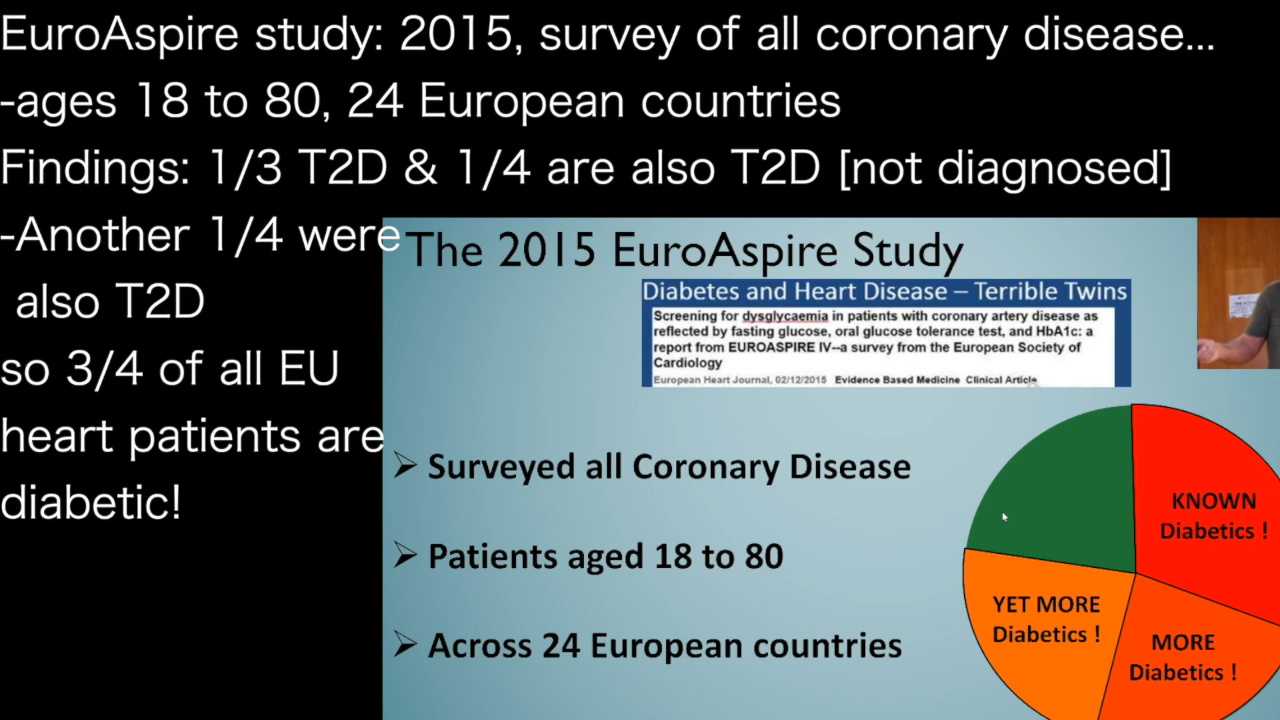 EuroAspire study: 2015, survey of all coronary disease...
-ages 18 to 80, 24 European countries
Findings: 1/3 T2D & 1/4 are also T2D [not diagnosed]
-Another 1/4 were
also T2D
so 3/4 of all EU
heart patients are
diabetic!
The 2015 EuroAspire Study
Diabetes and Heart Disease – Terrible Twins
Screening for dysglycaemia in patients with coronary artery disease as
reflected by fasting glucose, oral glucose tolerance test, and HbA1c: a
report from EUROASPIRE IV--a survey from the European Society of
Cardiology
European Heart Journal, 02/12/2015 Evidence Based Medicine Clinical Article
➢ Surveyed all Coronary Disease
➢ Patients aged 18 to 80
➢ Across 24 European countries
KNOWN
Diabetics !
YET MORE
Diabetics !
MORE
Diabetics !